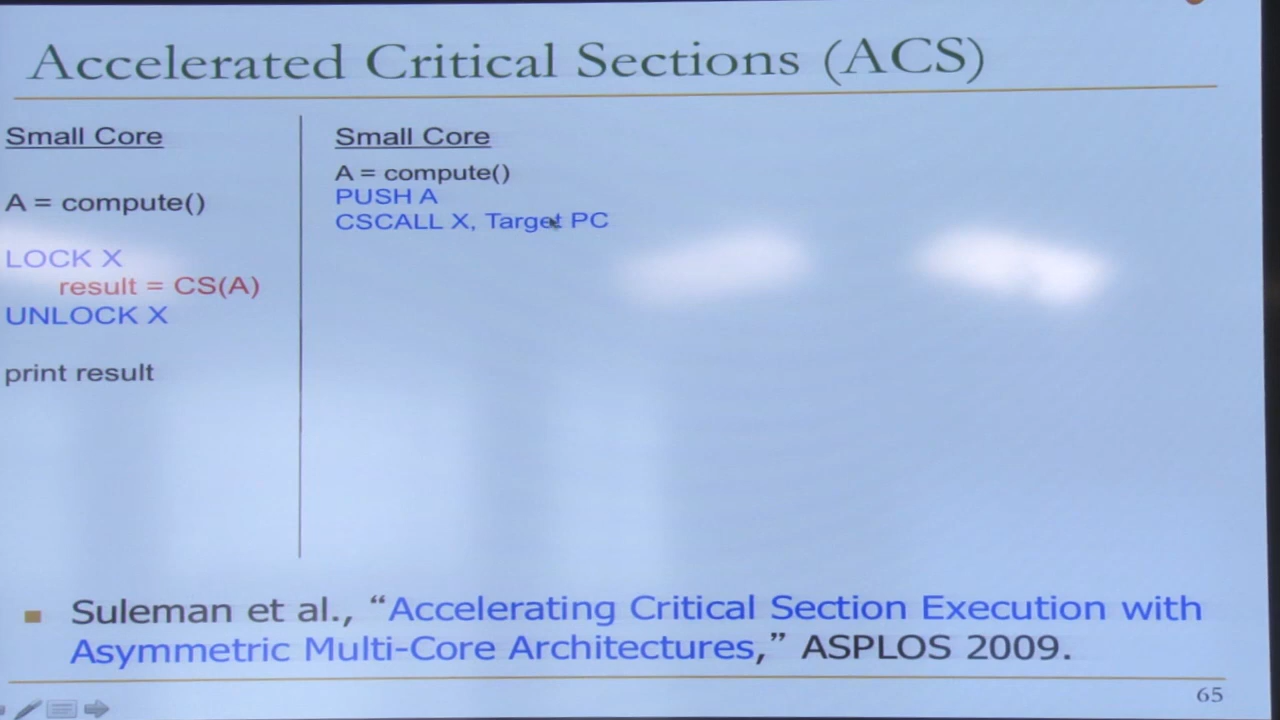 Accelerated Critical Sections (ACS)
Small Core
A = compute()
LOCK X
result = CS(A)
UNLOCK X
print result
Small Core
A = compute()
PUSH A
CSCALL X, Target PC
Suleman et al., “Accelerating Critical Section Execution with
Asymmetric Multi-Core Architectures,” ASPLOS 2009.
65